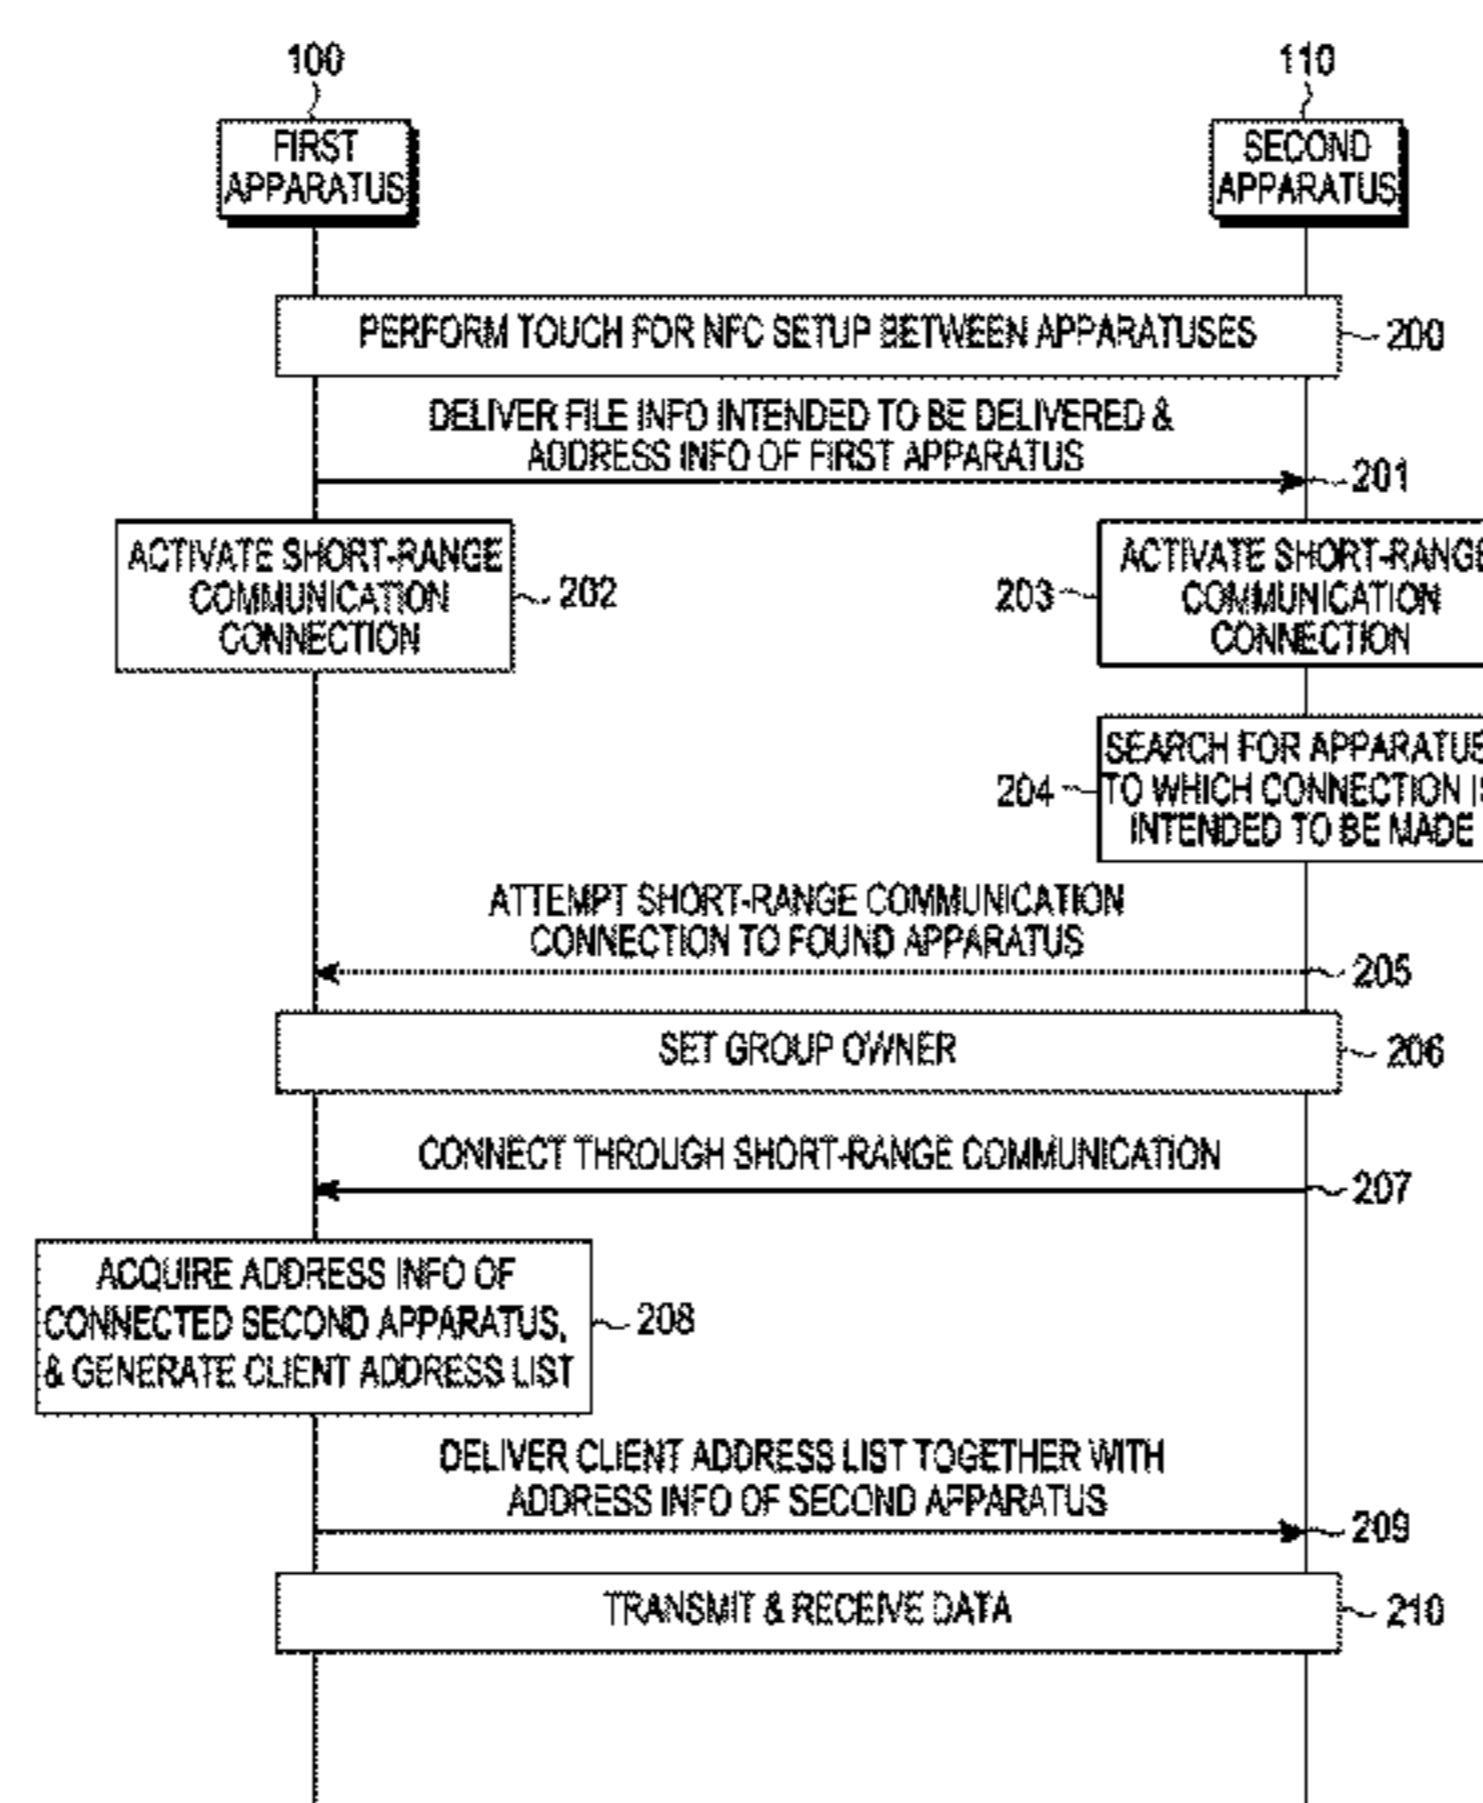 100
110
FIRST
APPARATUS
SECOND
APPARATUS
PERFORM TOUCH FOR NFC SETUP BETWEEN APPARATUSES
200
DELIVER FILE INFO INTENDED TO BE DELIVERED &
ADDRESS INFO OF FIRST APPARATUS
201
ACTIVATE SHORT-RANGE
COMMUNICATION
CONNECTION
202
203
ACTIVATE SHORT-RANGE
COMMUNICATION
CONNECTION
204
SEARCH FOR APPARATUS
TO WHICH CONNECTION IS
INTENDED TO BE MADE
ATTEMPT SHORT-RANGE COMMUNICATION
CONNECTION TO FOUND APPARATUS
205
SET GROUP OWNER
206
CONNECT THROUGH SHORT-RANGE COMMUNICATION
207
ACQUIRE ADDRESS INFO OF
CONNECTED SECOND APPARATUS,
& GENERATE CLIENT ADDRESS LIST
208
DELIVER CLIENT ADDRESS LIST TOGETHER WITH
ADDRESS INFO OF SECOND APPARATUS
209
TRANSMIT & RECEIVE DATA
210